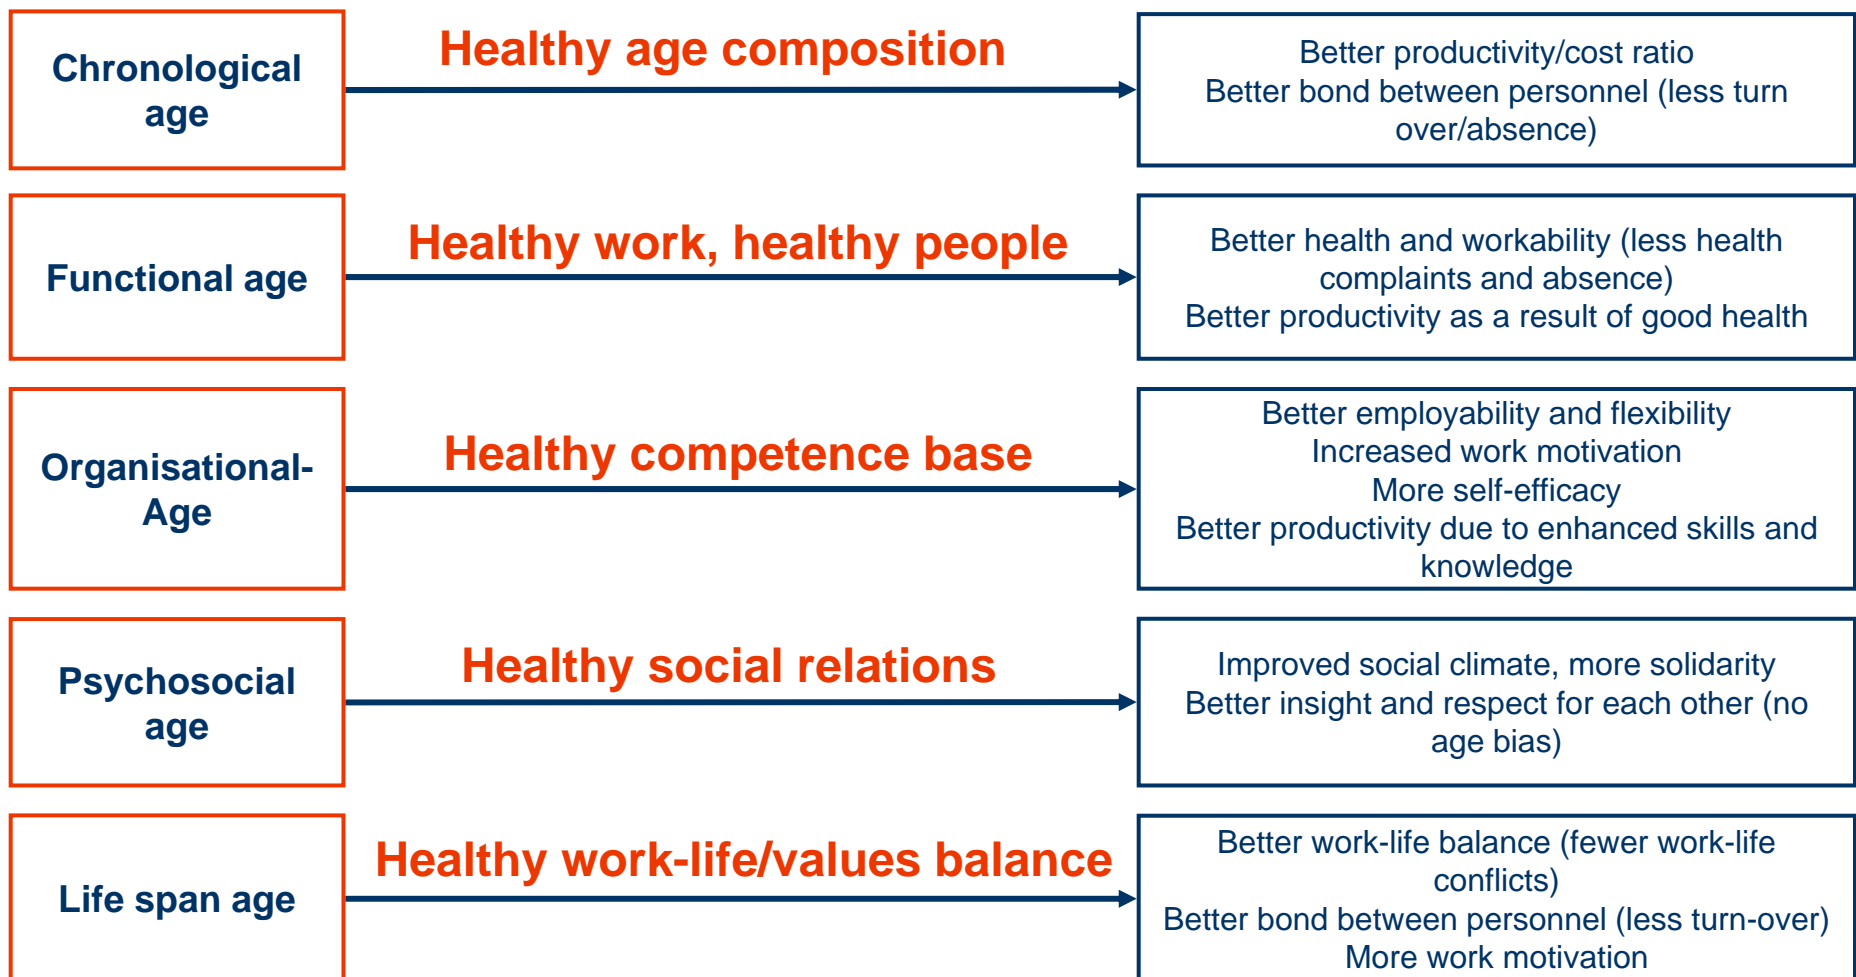 Chronological
age
Healthy age composition
Better productivity/cost ratio
Better bond between personnel (less turn
over/absence)
Functional age
Healthy work, healthy people
Better health and workability (less health
complaints and absence)
Better productivity as a result of good health
Organisational-
Age
Healthy competence base
Better employability and flexibility
Increased work motivation
More self-efficacy
Better productivity due to enhanced skills and
knowledge
Psychosocial
age
Healthy social relations
Improved social climate, more solidarity
Better insight and respect for each other (no
age bias)
Life span age
Healthy work-life/values balance
Better work-life balance (fewer work-life
conflicts)
Better bond between personnel (less turn-over)
More work motivation